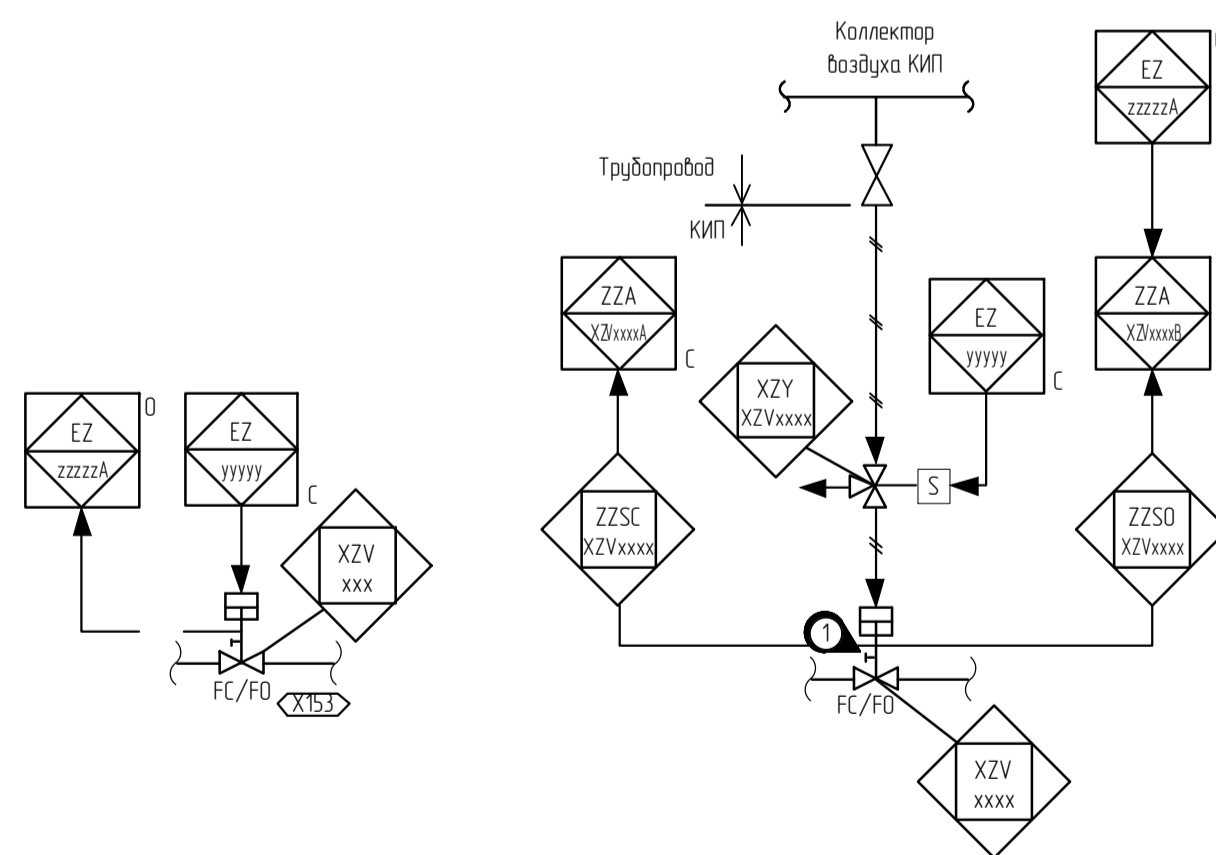 Коллектор
воздуха КИП
EZ
zzzzzA
Трубопровод
КИП
ZZA
XZVxxxxA
C
EZ
yyyyy
C
ZZA
XZVxxxxB
XZY
XZVxxxx
S
ZZSC
XZVxxxx
ZZSO
XZVxxxx
1
FC/FO
XZV
xxxx
EZ
zzzzzA
O
EZ
yyyyy
C
XZV
xxx
FC/FO
X153